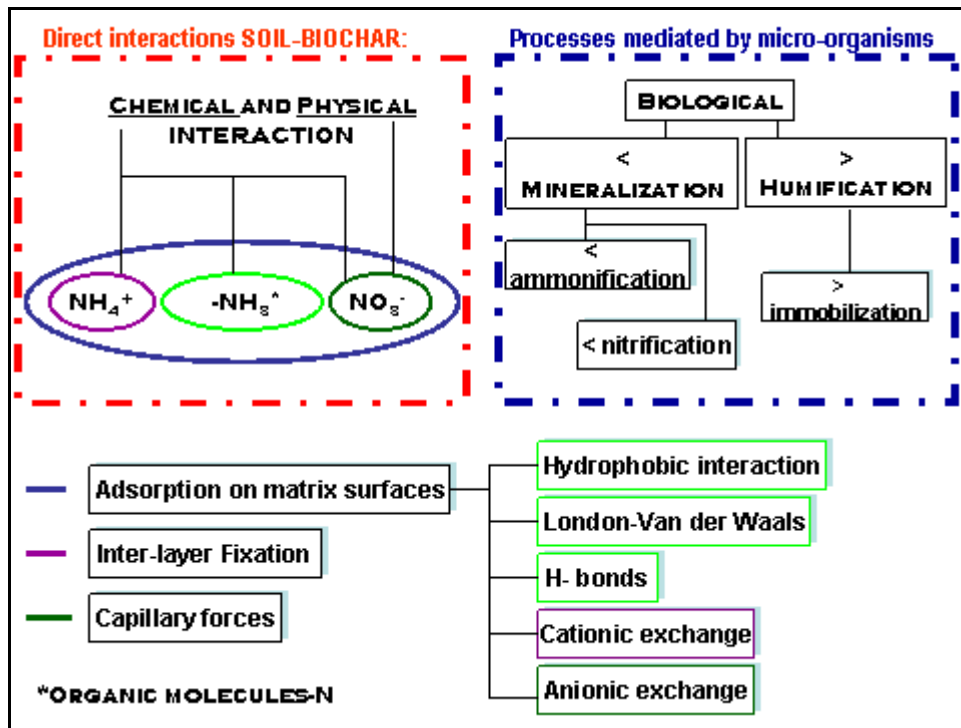 Direct interactions SOIL-BIOCHAR:
CHEMICAL AND PHYSICAL
INTERACTION
NH₄⁺
-NH₃*
NO₃⁻
Processes mediated by micro-organisms
BIOLOGICAL
<
MINERALIZATION
>
HUMIFICATION
<
ammonification
>
immobilization
< nitrification
Adsorption on matrix surfaces
Inter-layer Fixation
Capillary forces
*ORGANIC MOLECULES-N
Hydrophobic interaction
London-Van der Waals
H- bonds
Cationic exchange
Anionic exchange